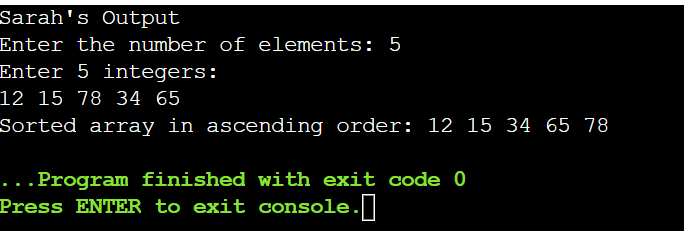 Sarah's Output
Enter the number of elements: 5
Enter 5 integers:
12 15 78 34 65
Sorted array in ascending order: 12 15 34 65 78
...Program finished with exit code 0
Press ENTER to exit console.